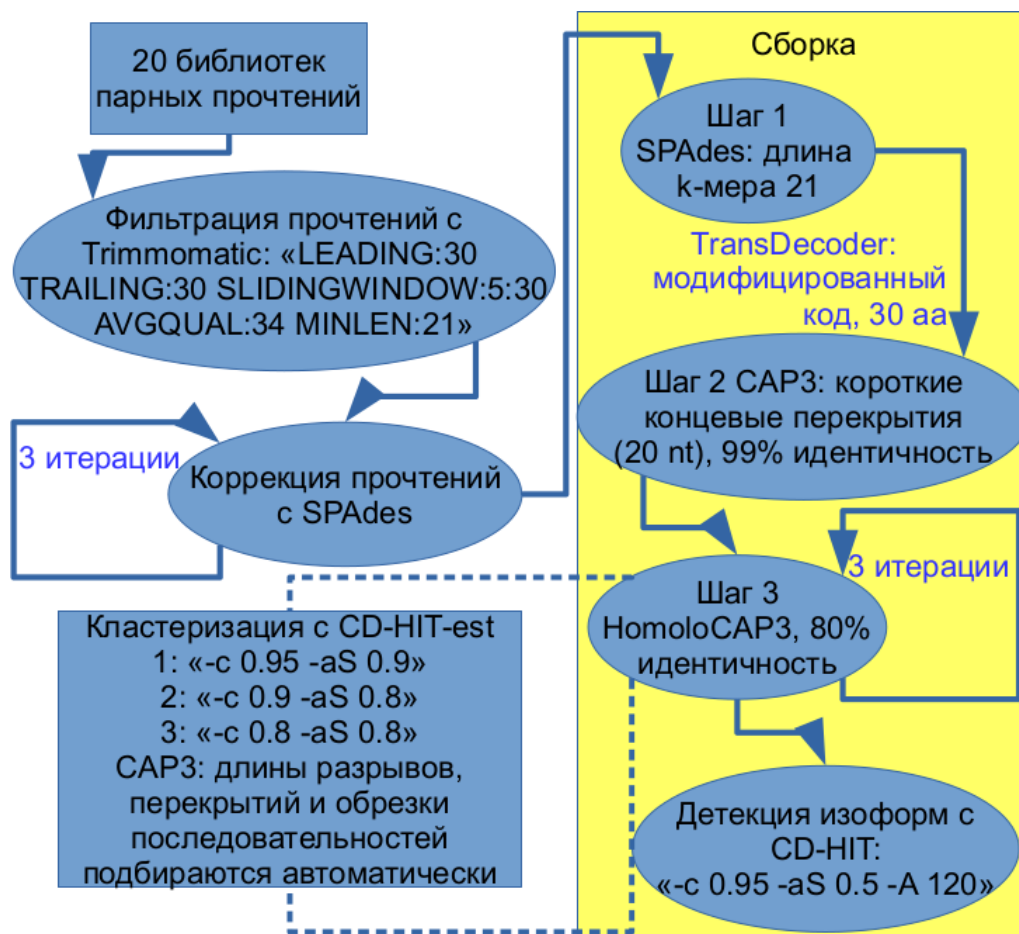 20 библиотек
парных прочтений
Фильтрация прочтений с
Trimmomatic: «LEADING:30
TRAILING:30 SLIDINGWINDOW:5:30
AVGQUAL:34 MINLEN:21»
3 итерации
Коррекция прочтений
с SPAdes
Сборка
Шаг 1
SPAdes: длина
k-мера 21
TransDecoder:
модифицированный
код, 30 aa
Шаг 2 CAP3: короткие
концевые перекрытия
(20 nt), 99% идентичность
Шаг 3
HomoloCAP3, 80%
идентичность
3 итерации
Кластеризация с CD-HIT-est
1: «-c 0.95 -aS 0.9»
2: «-c 0.9 -aS 0.8»
3: «-c 0.8 -aS 0.8»
CAP3: длины разрывов,
перекрытий и обрезки
последовательностей
подбираются автоматически
Детекция изоформ с
CD-HIT:
«-c 0.95 -aS 0.5 -A 120»